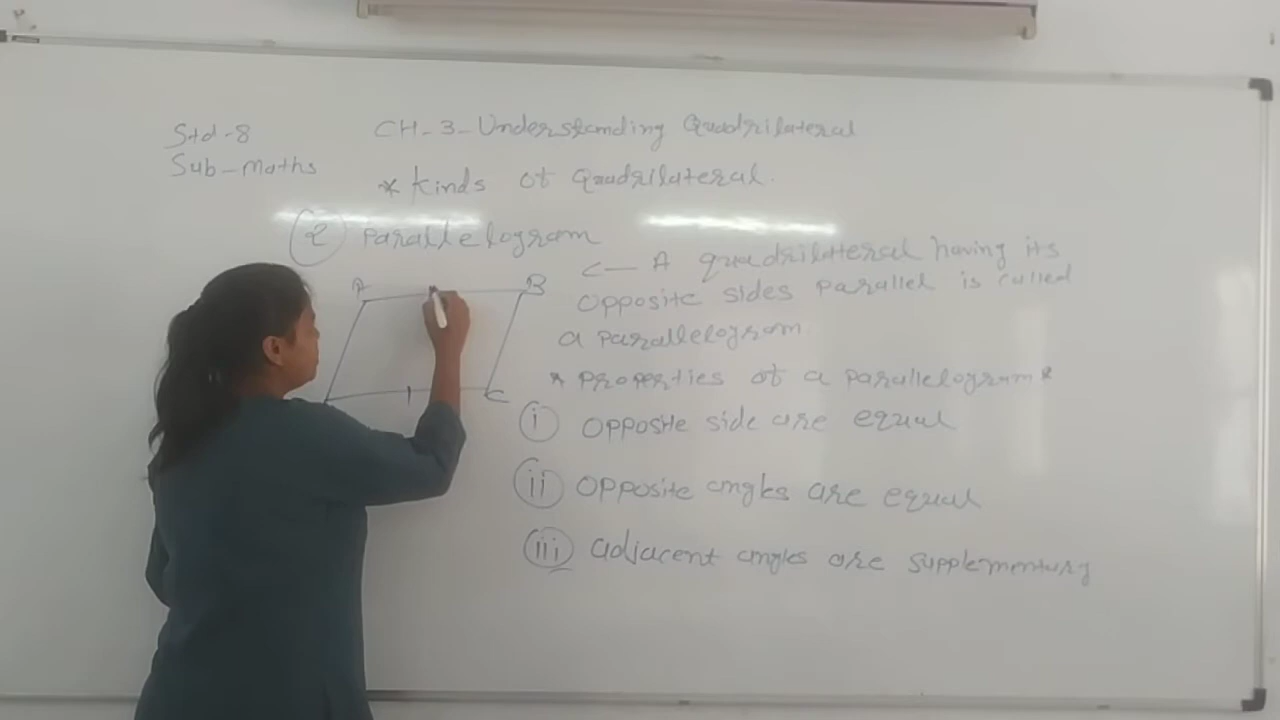 Std-8
Sub-Maths
CH-3-Understanding Quadrilateral
* Kinds of Quadrilateral.
2 Parallelogram
A B
C
A quadrilateral having its
opposite sides parallel is called
a parallelogram.
* Properties of a parallelogram *
i opposite side are equal
ii opposite angles are equal
iii adjacent angles are supplementary